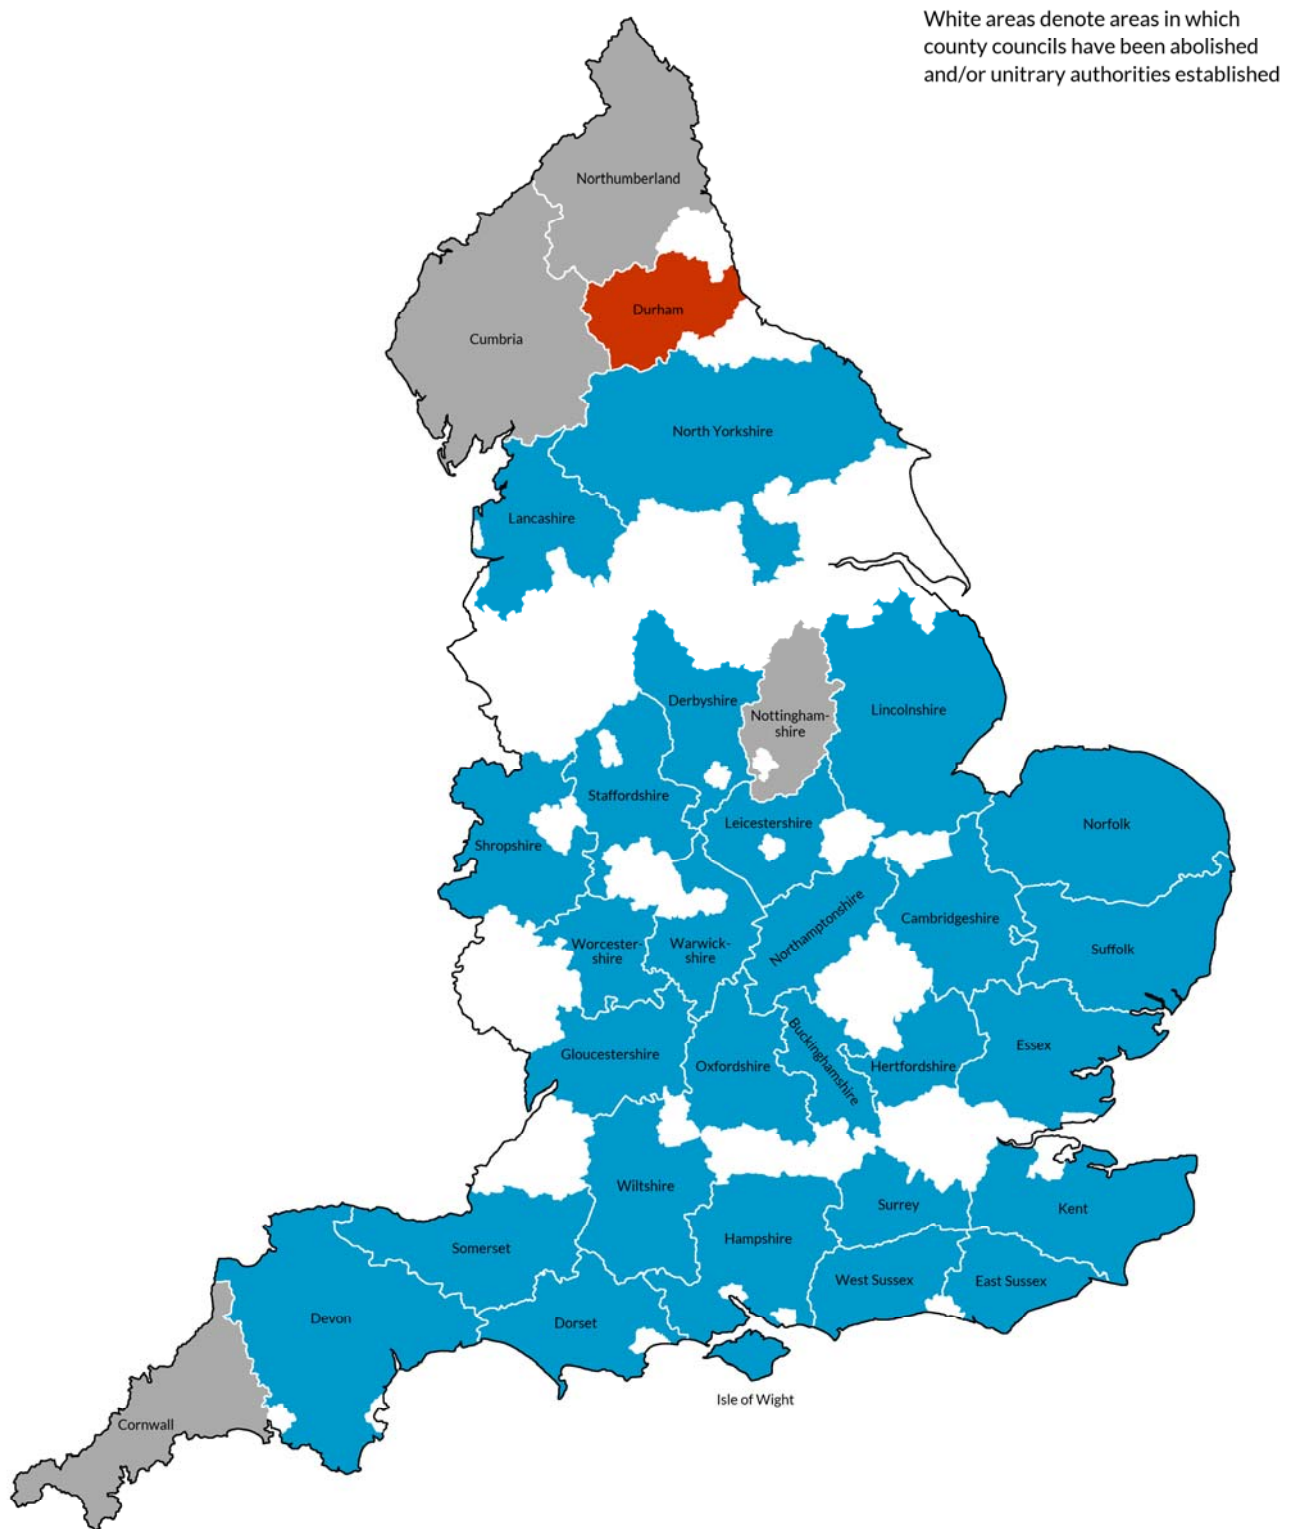 White areas denote areas in which
county councils have been abolished
and/or unitrary authorities established
Northumberland
Durham
Cumbria
North Yorkshire
Lancashire
Derbyshire
Nottingham-
shire
Lincolnshire
Staffordshire
Leicestershire
Norfolk
Shropshire
Northamptonshire
Cambridgeshire
Worcester-
shire
Warwick-
shire
Suffolk
Gloucestershire
Oxfordshire
Buckinghamshire
Hertfordshire
Essex
Wiltshire
Surrey
Kent
Somerset
Hampshire
West Sussex
East Sussex
Devon
Dorset
Isle of Wight
Cornwall